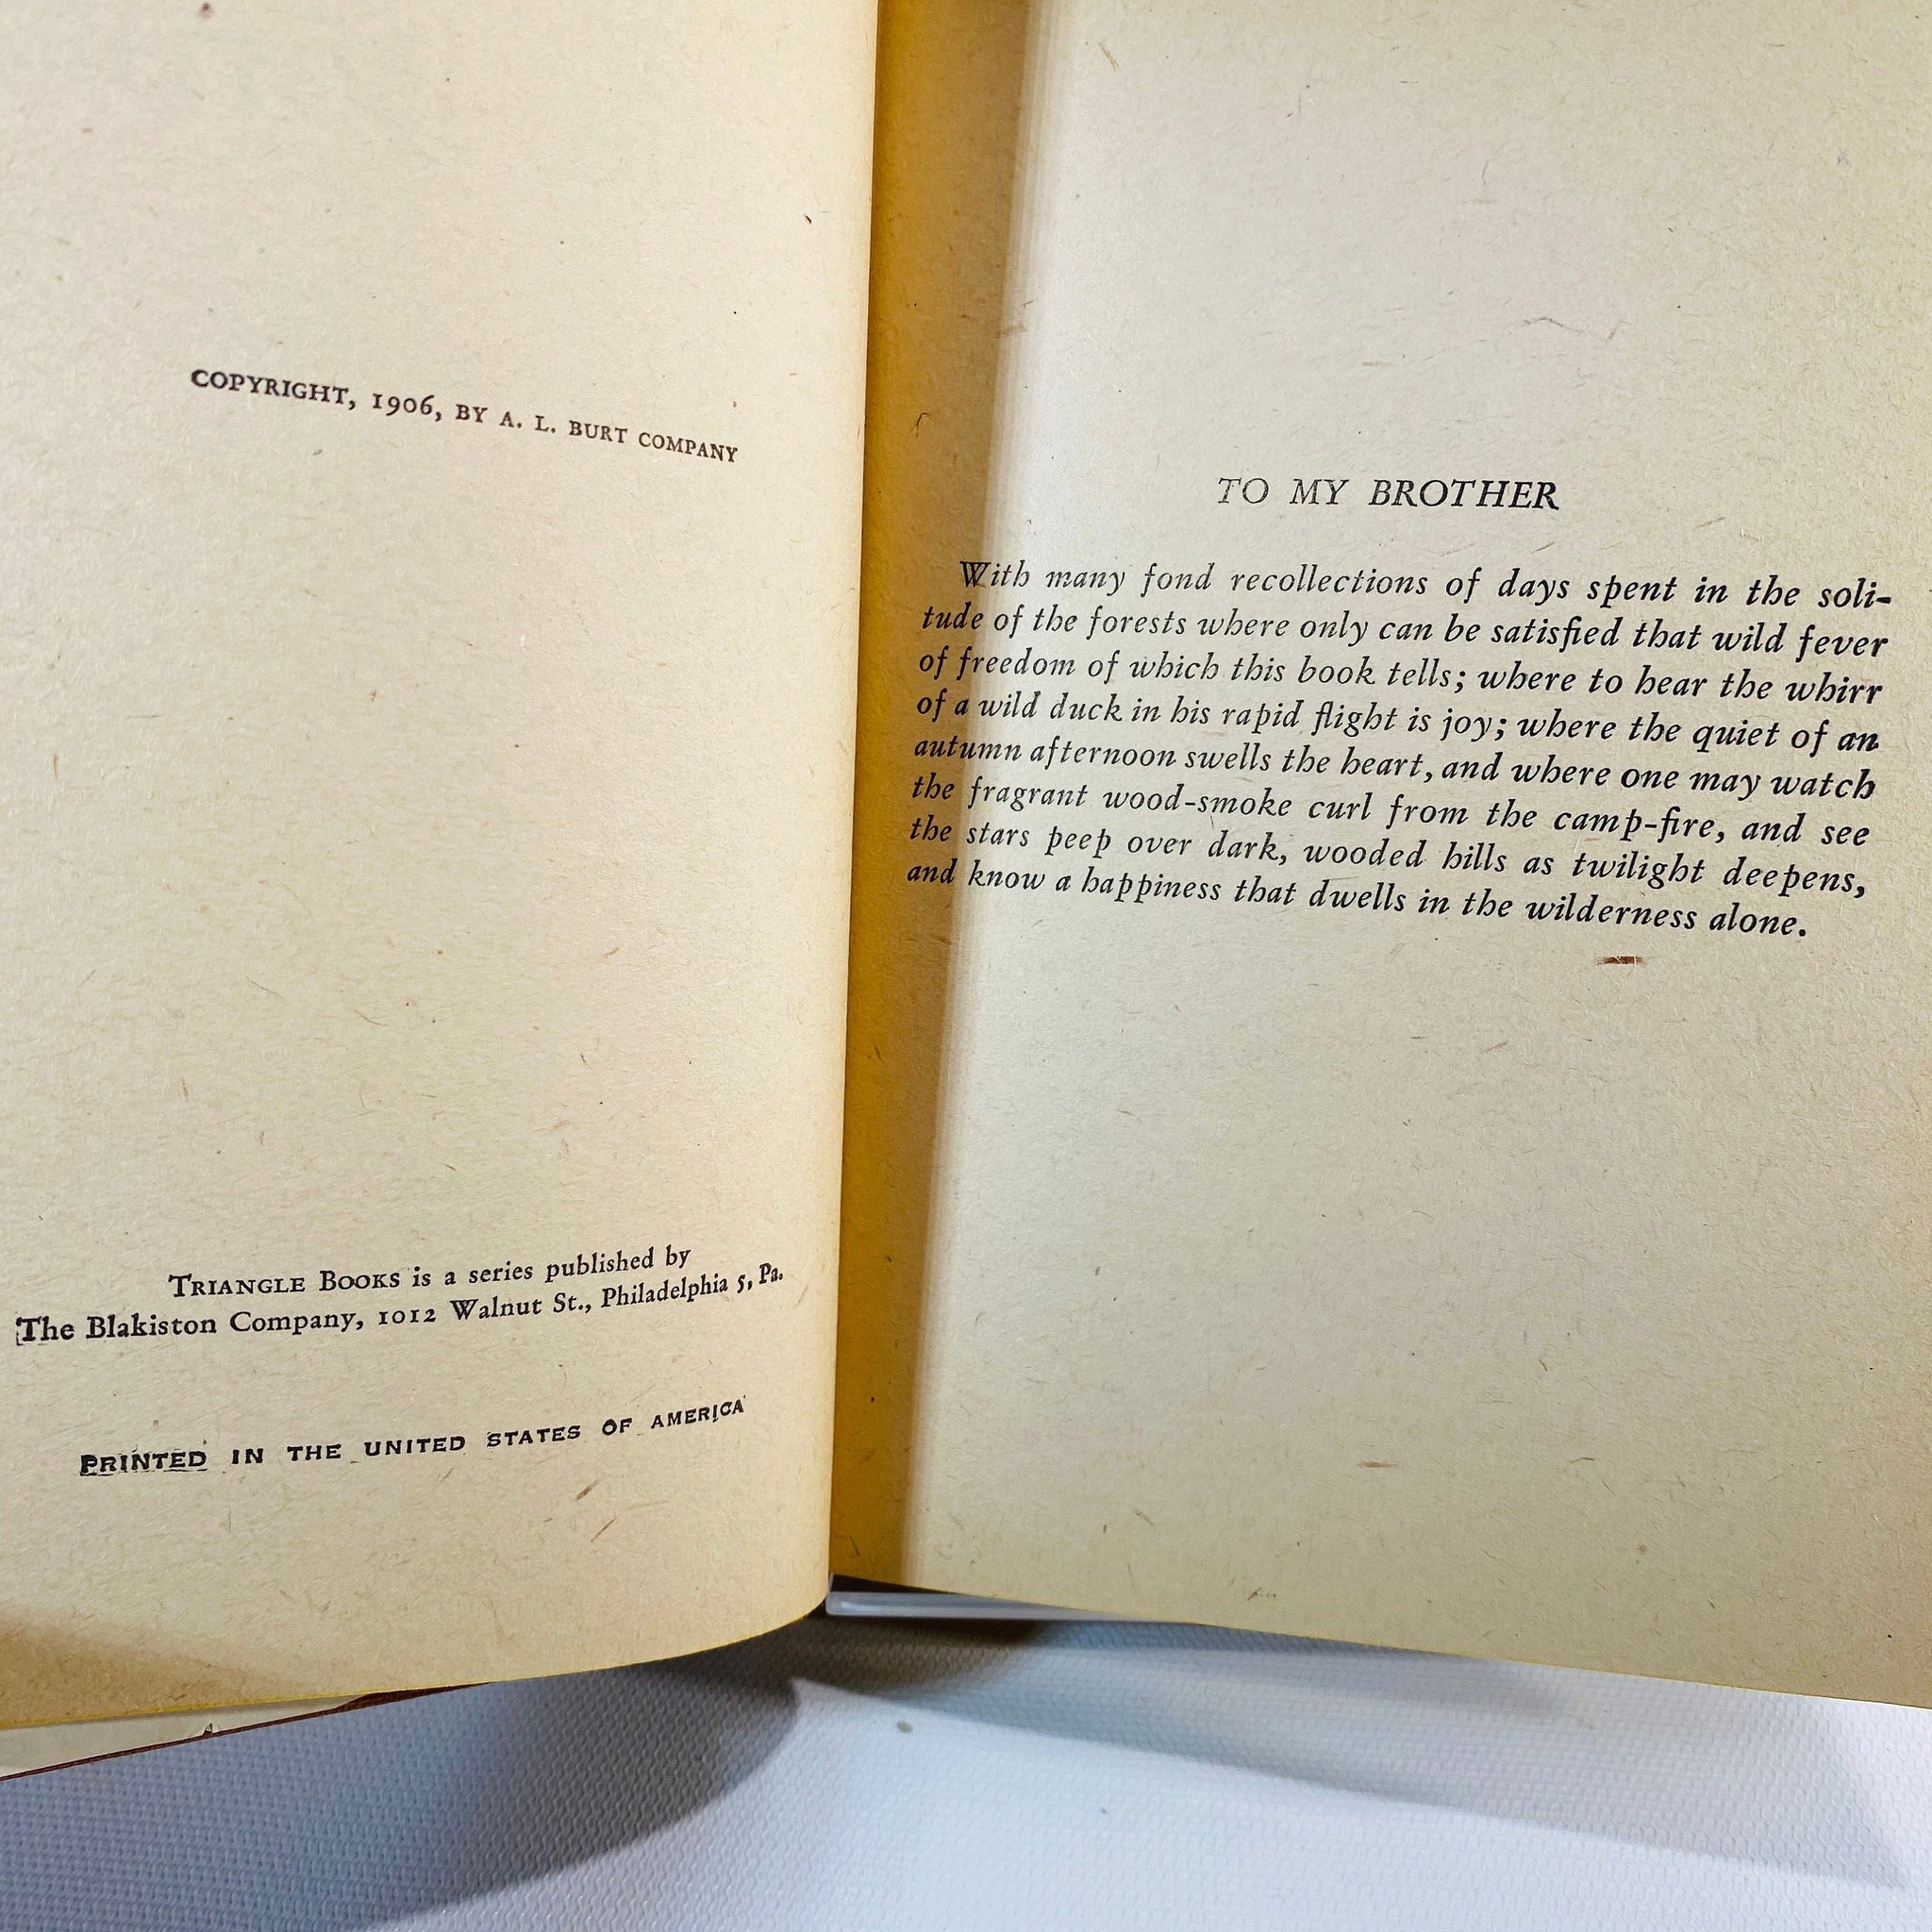 COPYRIGHT, 1906, BY A. L. BURT COMPANY
TRIANGLE BOOKS is a series published by
The Blakiston Company, 1012 Walnut St., Philadelphia 5, Pa.
PRINTED IN THE UNITED STATES OF AMERICA
TO MY BROTHER
With many fond recollections of days spent in the soli-
tude of the forests where only can be satisfied that wild fever
of freedom of which this book tells; where to hear the whirr
of a wild duck in his rapid flight is joy; where the quiet of an
autumn afternoon swells the heart, and where one may watch
the fragrant wood-smoke curl from the camp-fire, and see
the stars peep over dark, wooded hills as twilight deepens,
and know a happiness that dwells in the wilderness alone.